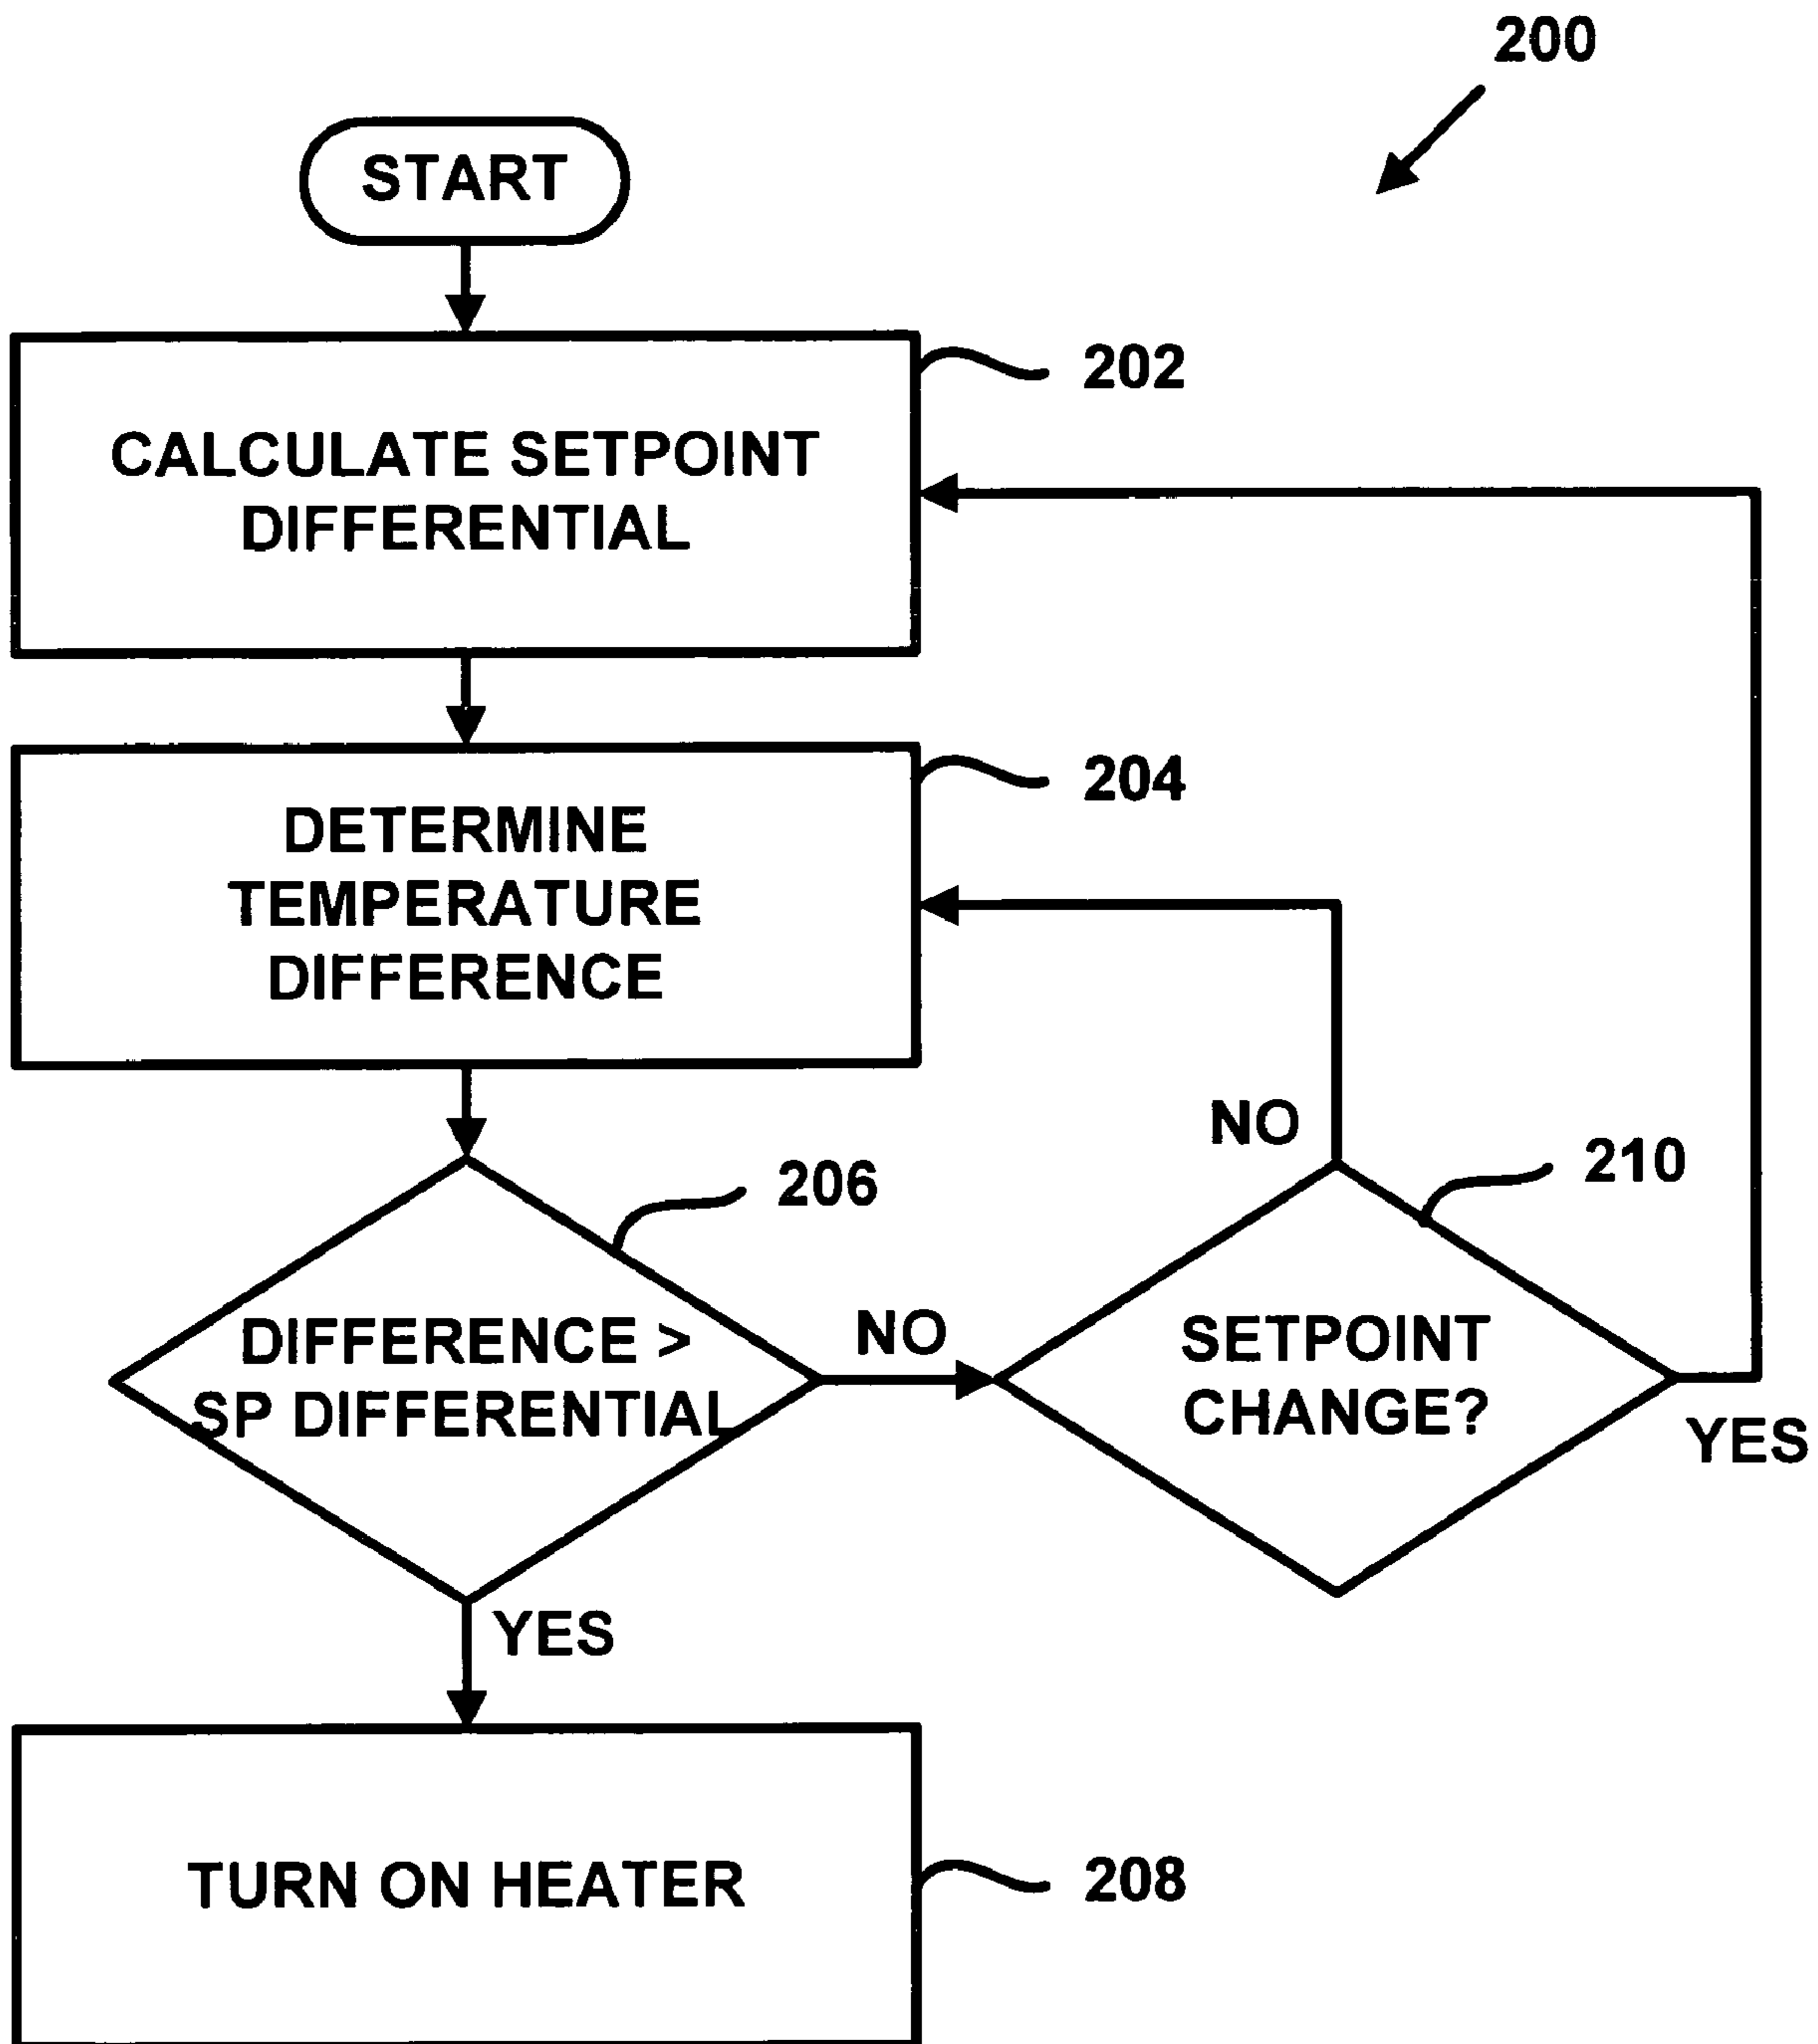 200
START
202
CALCULATE SETPOINT
DIFFERENTIAL
204
DETERMINE
TEMPERATURE
DIFFERENCE
NO
210
206
DIFFERENCE >
SP DIFFERENTIAL
NO
SETPOINT
CHANGE?
YES
YES
TURN ON HEATER
208